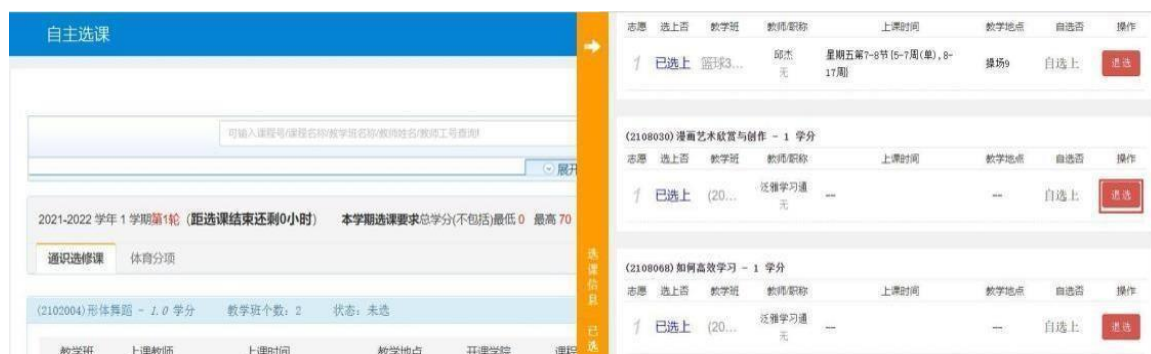 自主选课
可输入课程号/课程名称/教学班名称/教师姓名/教师工号查询!
展开
2021-2022 学年 1 学期第1轮（距选课结束还剩0小时） 本学期选课要求总学分(不包括)最低 0 最高 70
通识选修课 体育分项
(2102004)形体舞蹈 - 1.0 学分 教学班个数：2 状态：未选
教学班 上课教师 上课时间 教学地点 开课学院 课程
选课信息 已选
志愿 选上否 教学班 教师/职称 上课时间 教学地点 自选否 操作
1 已选上 篮球3... 邱杰 星期五第7-8节{5-7周(单),8- 操场9 自选上 退选
无 17周}
(2108030)漫画艺术欣赏与创作 - 1 学分
志愿 选上否 教学班 教师/职称 上课时间 教学地点 自选否 操作
1 已选上 (20... 泛雅学习通 -- -- 自选上 退选
无
(2108068)如何高效学习 - 1 学分
志愿 选上否 教学班 教师/职称 上课时间 教学地点 自选否 操作
1 已选上 (20... 泛雅学习通 -- -- 自选上 退选
无